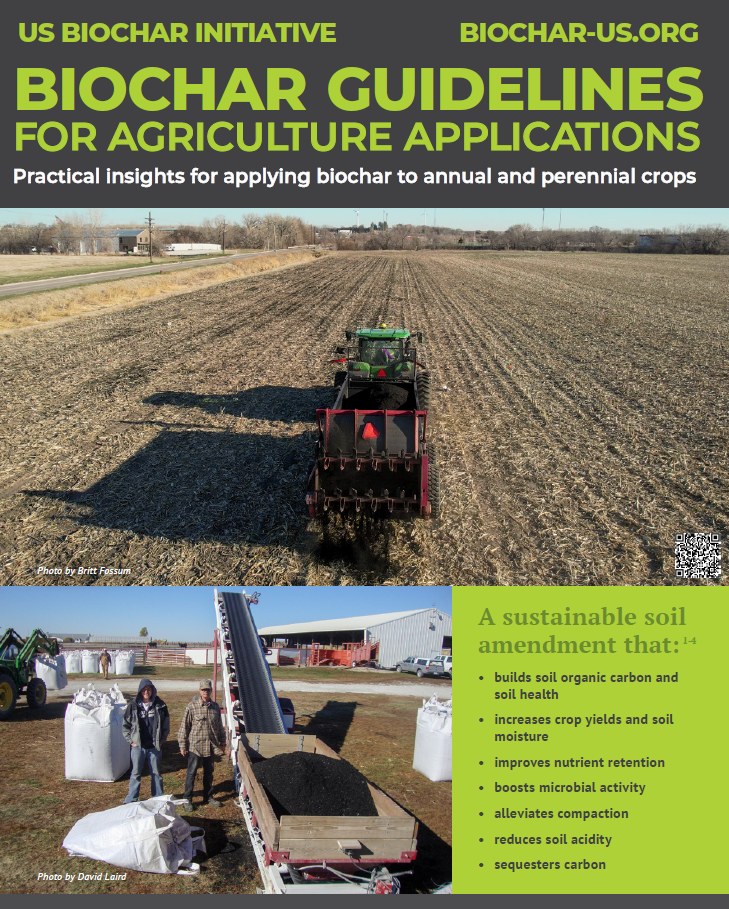 US BIOCHAR INITIATIVE BIOCHAR-US.ORG
BIOCHAR GUIDELINES
FOR AGRICULTURE APPLICATIONS
Practical insights for applying biochar to annual and perennial crops
Photo by Britt Fossum
A sustainable soil
amendment that: 1-4
• builds soil organic carbon and
soil health
• increases crop yields and soil
moisture
• improves nutrient retention
• boosts microbial activity
• alleviates compaction
• reduces soil acidity
• sequesters carbon
Photo by David Laird